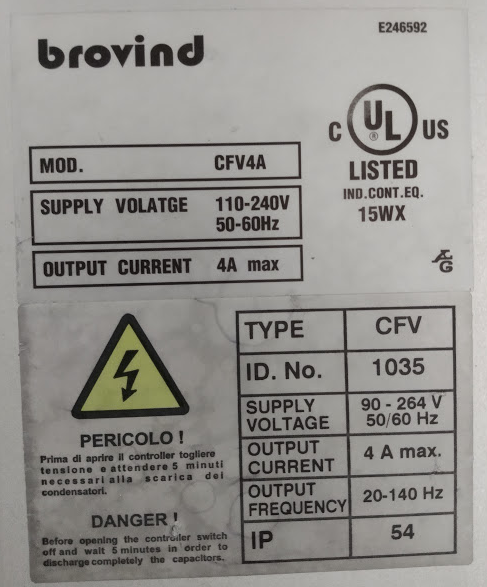 E246592
brovind
C UL US
®
LISTED
IND.CONT.EQ.
15WX
MOD. CFV4A
SUPPLY VOLATGE 110-240V
50-60Hz
OUTPUT CURRENT 4A max
PERICOLO !
Prima di aprire il controller togliere
tensione e attendere 5 minuti
necessari alla scarica dei
condensatori.
DANGER !
Before opening the controller switch
off and wait 5 minutes in order to
discharge completely the capacitors.
TYPE CFV
ID. No. 1035
SUPPLY VOLTAGE 90 - 264 V
50/60 Hz
OUTPUT CURRENT 4 A max.
OUTPUT FREQUENCY 20-140 Hz
IP 54